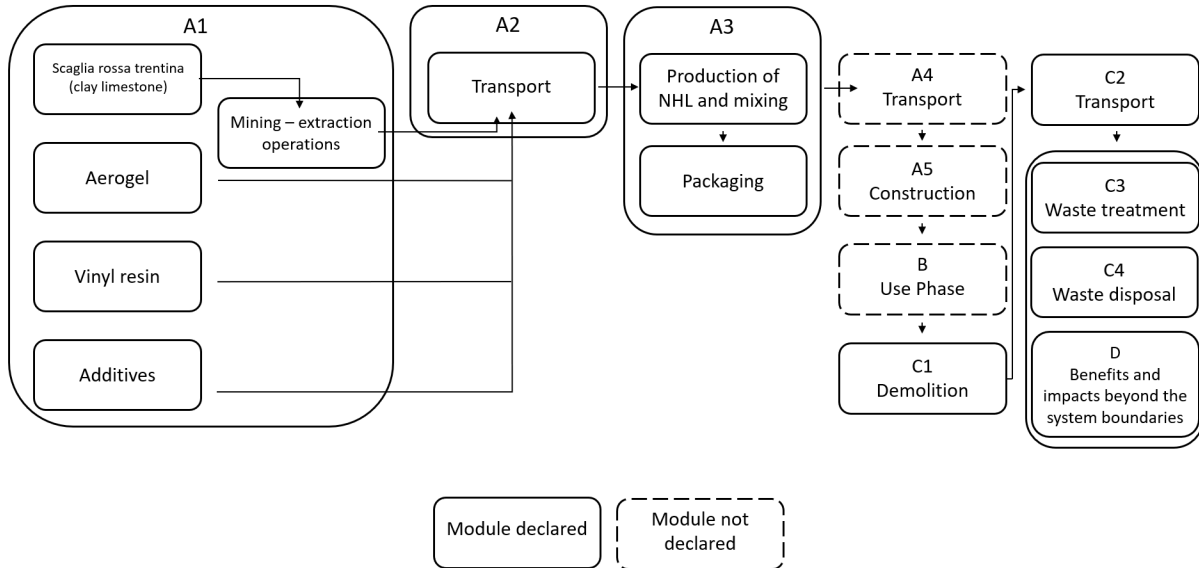 A1
Scaglia rossa trentina
(clay limestone)
Mining – extraction
operations
Aerogel
Vinyl resin
Additives
A2
Transport
A3
Production of
NHL and mixing
Packaging
A4
Transport
A5
Construction
B
Use Phase
C1
Demolition
C2
Transport
C3
Waste treatment
C4
Waste disposal
D
Benefits and
impacts beyond the
system boundaries
Module declared
Module not
declared